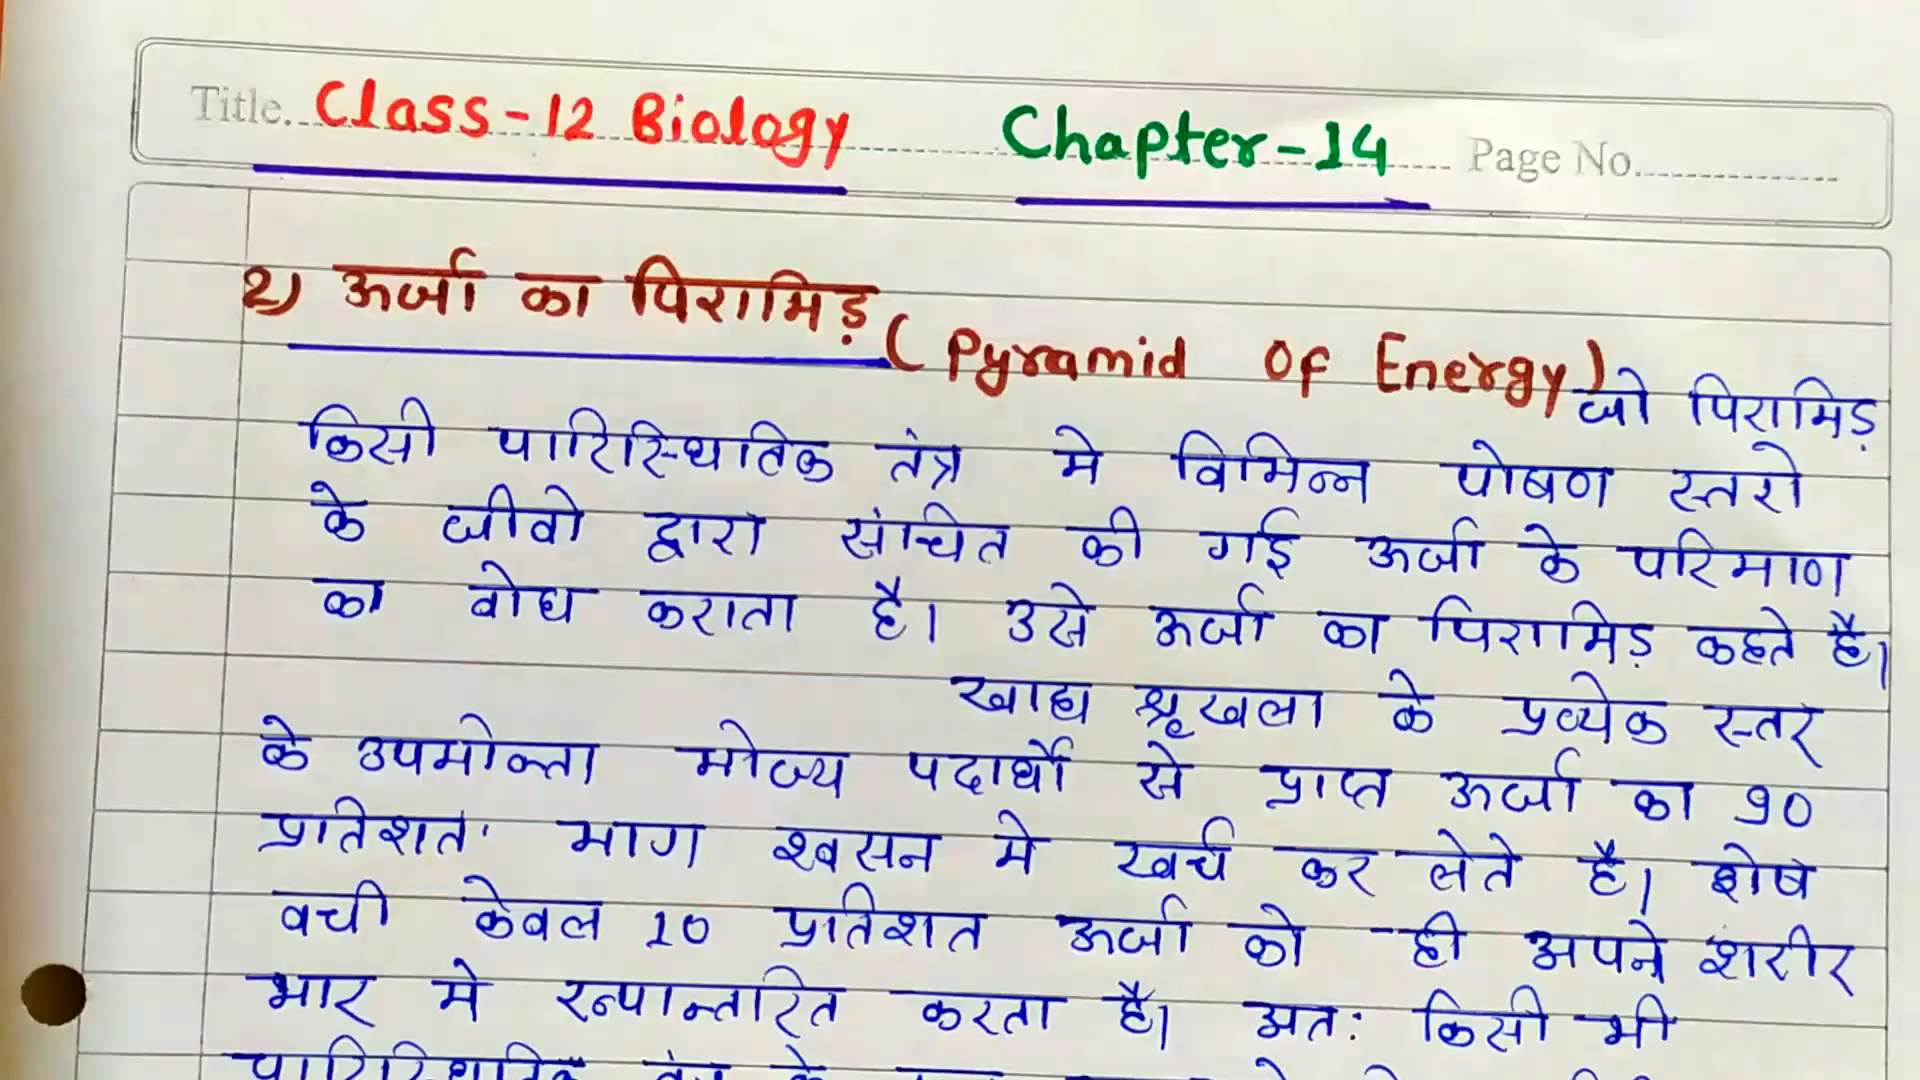 Title. Class-12 Biology Chapter-14 Page No.
2) ऊर्जा का पिरामिड़ (Pyramid Of Energy) जो पिरामिड़
किसी पारिस्थितिक तंत्र मे विभिन्न पोषण स्तरो
के जीवो द्वारा संचित की गई ऊर्जा के परिमाण
का बोध कराता है। उसे ऊर्जा का पिरामिड़ कहते है।
खाद्य श्रृखला के प्रत्येक स्तर
के उपभोक्ता भोज्य पदार्थो से प्राप्त ऊर्जा का 90
प्रतिशत भाग श्वसन मे खर्च कर लेते है। शेष
बची केवल 10 प्रतिशत ऊर्जा को ही अपने शरीर
भार मे रूपान्तरित करता है। अतः किसी भी
पारिस्थितिक तंत्र के